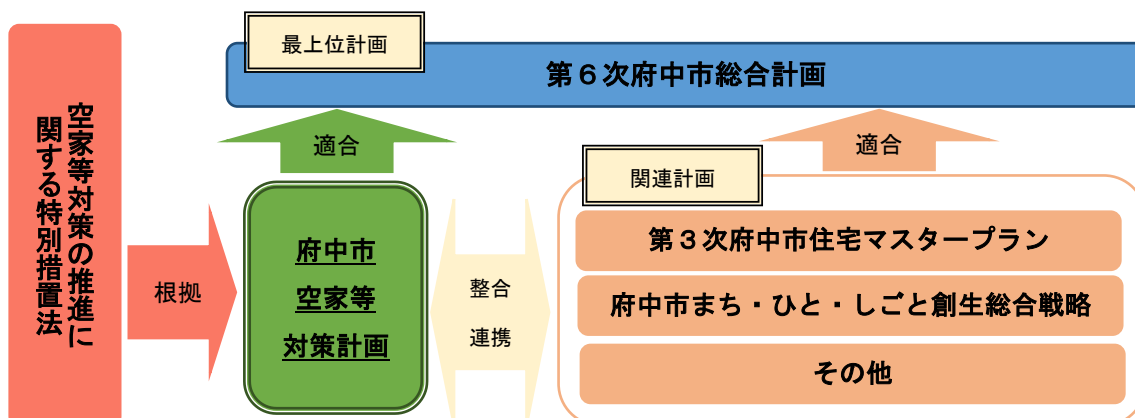 空家等対策の推進に
関する特別措置法
最上位計画
第６次府中市総合計画
適合
適合
根拠
府中市
空家等
対策計画
整合
連携
関連計画
第３次府中市住宅マスタープラン
府中市まち・ひと・しごと創生総合戦略
その他